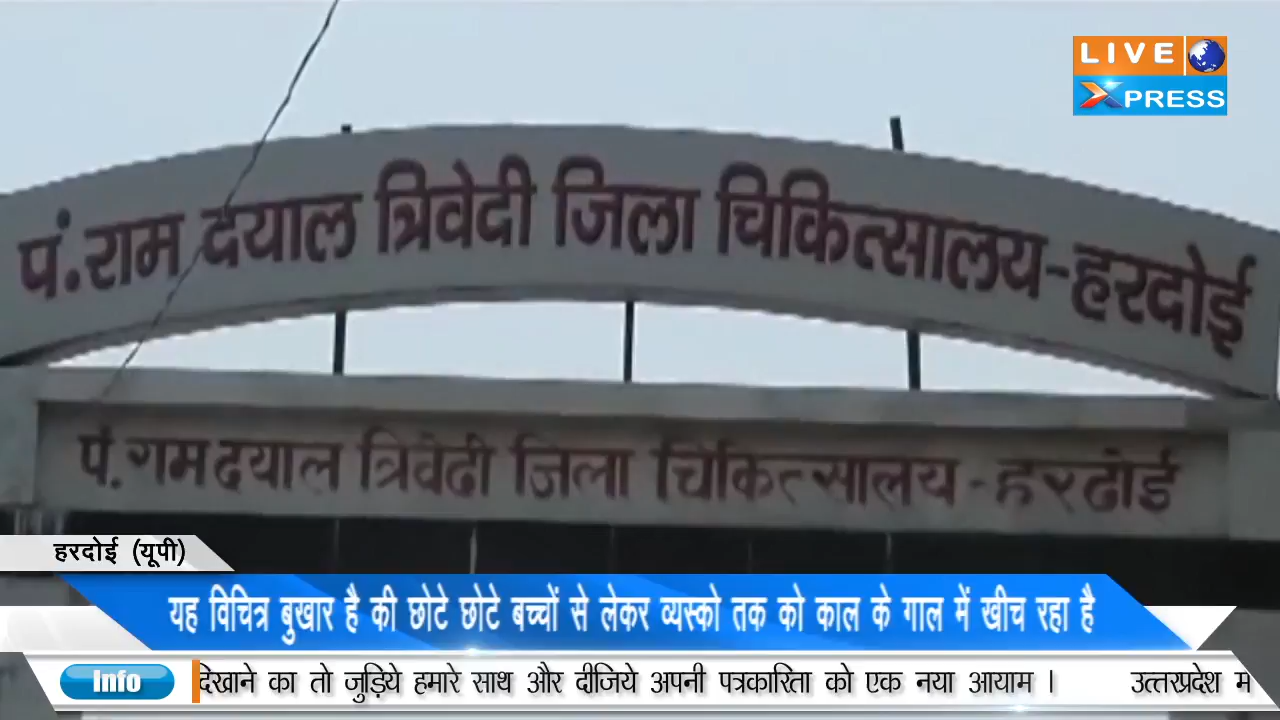 LIVE
XPRESS
पं.राम दयाल त्रिवेदी जिला चिकित्सालय-हरदोई
पं.रामदयाल त्रिवेदी जिला चिकित्सालय-हरदोई
हरदोई (यूपी)
यह विचित्र बुखार है की छोटे छोटे बच्चों से लेकर व्यस्को तक को काल के गाल में खीच रहा है
Info दिखाने का तो जुड़िये हमारे साथ और दीजिये अपनी पत्रकारिता को एक नया आयाम । उत्तरप्रदेश म